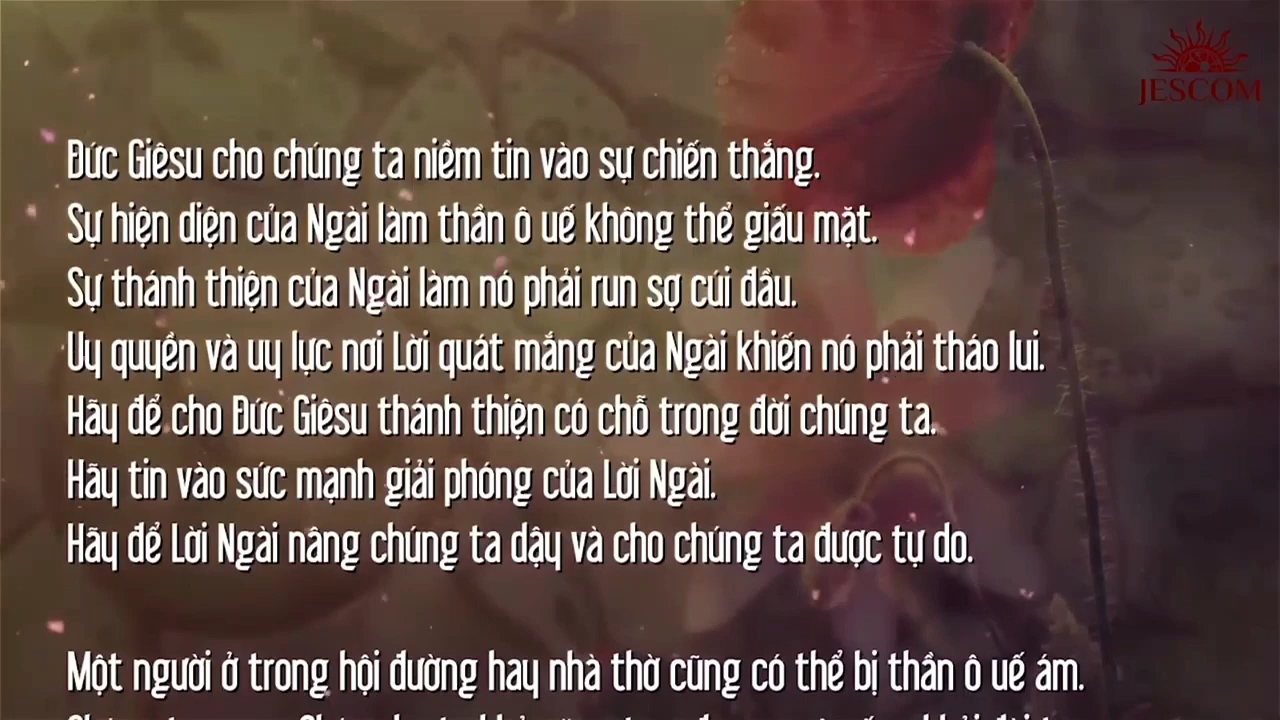 JESCOM
Đức Giêsu cho chúng ta niềm tin vào sự chiến thắng.
Sự hiện diện của Ngài làm thần ô uế không thể giấu mặt.
Sự thánh thiện của Ngài làm nó phải run sợ cúi đầu.
Uy quyền và uy lực nơi Lời quát mắng của Ngài khiến nó phải tháo lui.
Hãy để cho Đức Giêsu thánh thiện có chỗ trong đời chúng ta.
Hãy tin vào sức mạnh giải phóng của Lời Ngài.
Hãy để Lời Ngài nâng chúng ta dậy và cho chúng ta được tự do.
Một người ở trong hội đường hay nhà thờ cũng có thể bị thần ô uế ám.